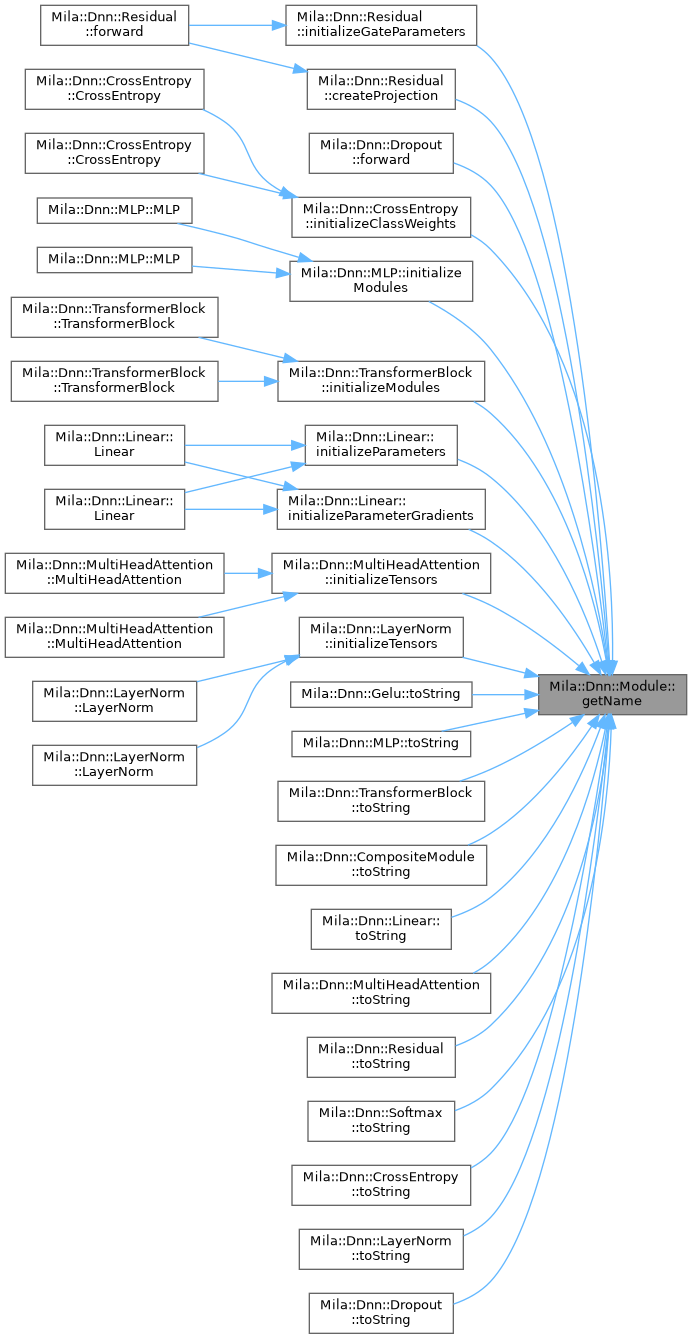 Mila::Dnn::Residual
::forward
Mila::Dnn::Residual
::initializeGateParameters
Mila::Dnn::CrossEntropy
::CrossEntropy
Mila::Dnn::Residual
::createProjection
Mila::Dnn::CrossEntropy
::CrossEntropy
Mila::Dnn::Dropout
::forward
Mila::Dnn::MLP::MLP
Mila::Dnn::CrossEntropy
::initializeClassWeights
Mila::Dnn::MLP::MLP
Mila::Dnn::MLP::initialize
Modules
Mila::Dnn::TransformerBlock
::TransformerBlock
Mila::Dnn::TransformerBlock
::TransformerBlock
Mila::Dnn::TransformerBlock
::initializeModules
Mila::Dnn::Linear::
Linear
Mila::Dnn::Linear::
initializeParameters
Mila::Dnn::Linear::
Linear
Mila::Dnn::Linear::
initializeParameterGradients
Mila::Dnn::MultiHeadAttention
::MultiHeadAttention
Mila::Dnn::MultiHeadAttention
::initializeTensors
Mila::Dnn::MultiHeadAttention
::MultiHeadAttention
Mila::Dnn::LayerNorm
::initializeTensors
Mila::Dnn::LayerNorm
::LayerNorm
Mila::Dnn::Gelu::toString
Mila::Dnn::Module::
getName
Mila::Dnn::LayerNorm
::LayerNorm
Mila::Dnn::MLP::toString
Mila::Dnn::TransformerBlock
::toString
Mila::Dnn::CompositeModule
::toString
Mila::Dnn::Linear::
toString
Mila::Dnn::MultiHeadAttention
::toString
Mila::Dnn::Residual
::toString
Mila::Dnn::Softmax
::toString
Mila::Dnn::CrossEntropy
::toString
Mila::Dnn::LayerNorm
::toString
Mila::Dnn::Dropout
::toString